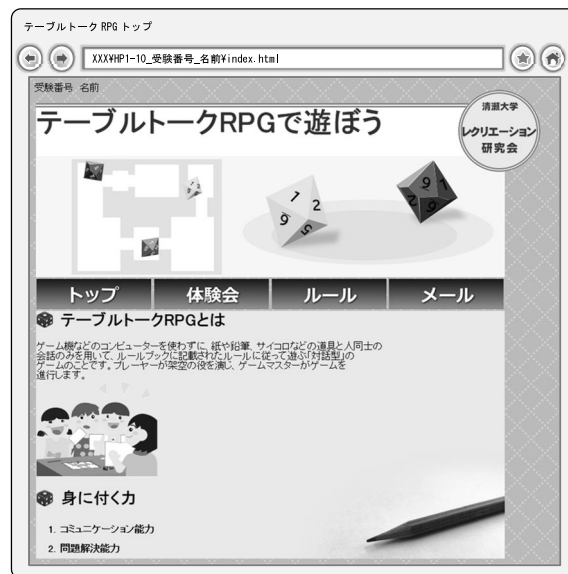 テーブルトーク RPG トップ
XXX¥HP1-10_受験番号_名前¥index.html
受験番号 名前
清瀬大学
レクリエーション
研究会
テーブルトークRPGで遊ぼう
1 2 6 5
9 1 2 6
トップ 体験会 ルール メール
テーブルトークRPGとは
ゲーム機などのコンピューターを使わずに、紙や鉛筆、サイコロなどの道具と人同士の
会話のみを用いて、ルールブックに記載されたルールに従って遊ぶ「対話型」の
ゲームのことです。プレーヤーが架空の役を演じ、ゲームマスターがゲームを
進行します。
身に付く力
1. コミュニケーション能力
2. 問題解決能力